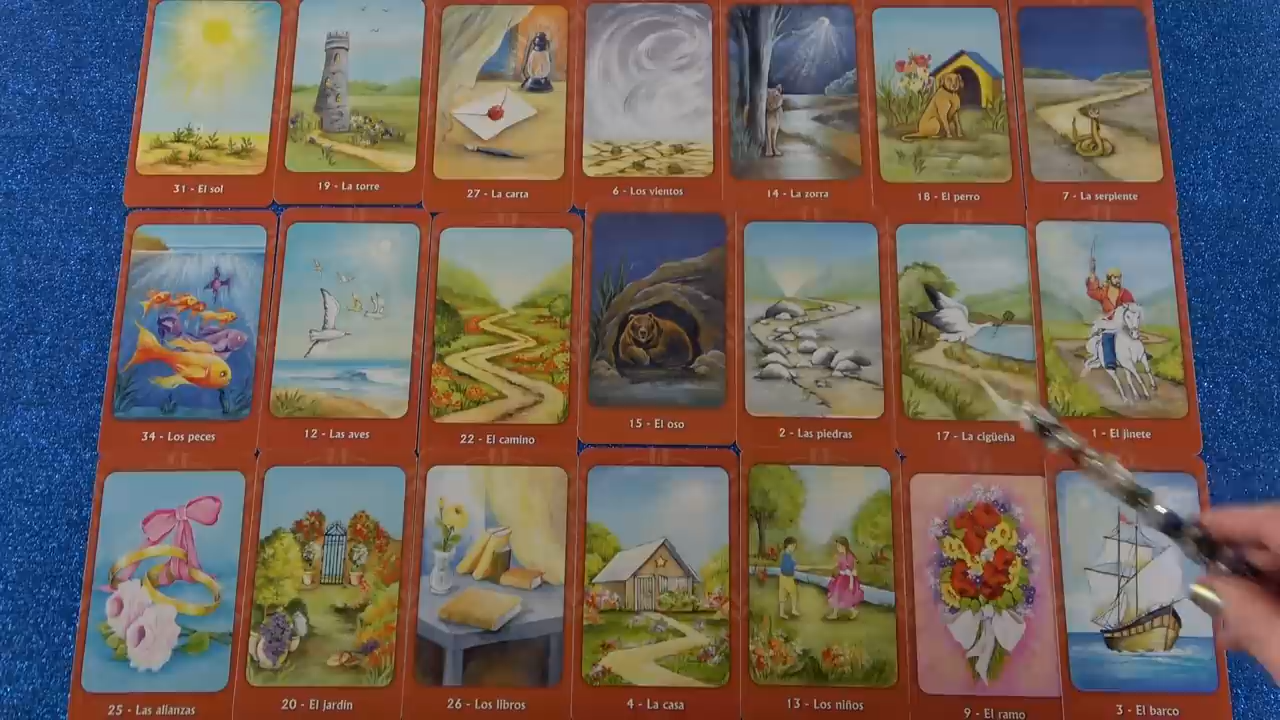 31 - El sol
19 - La torre
27 - La carta
6 - Los vientos
14 - La zorra
18 - El perro
7 - La serpiente
34 - Los peces
12 - Las aves
22 - El camino
15 - El oso
2 - Las piedras
17 - La cigüeña
1 - El jinete
25 - Las alianzas
20 - El jardín
26 - Los libros
4 - La casa
13 - Los niños
9 - El ramo
3 - El barco